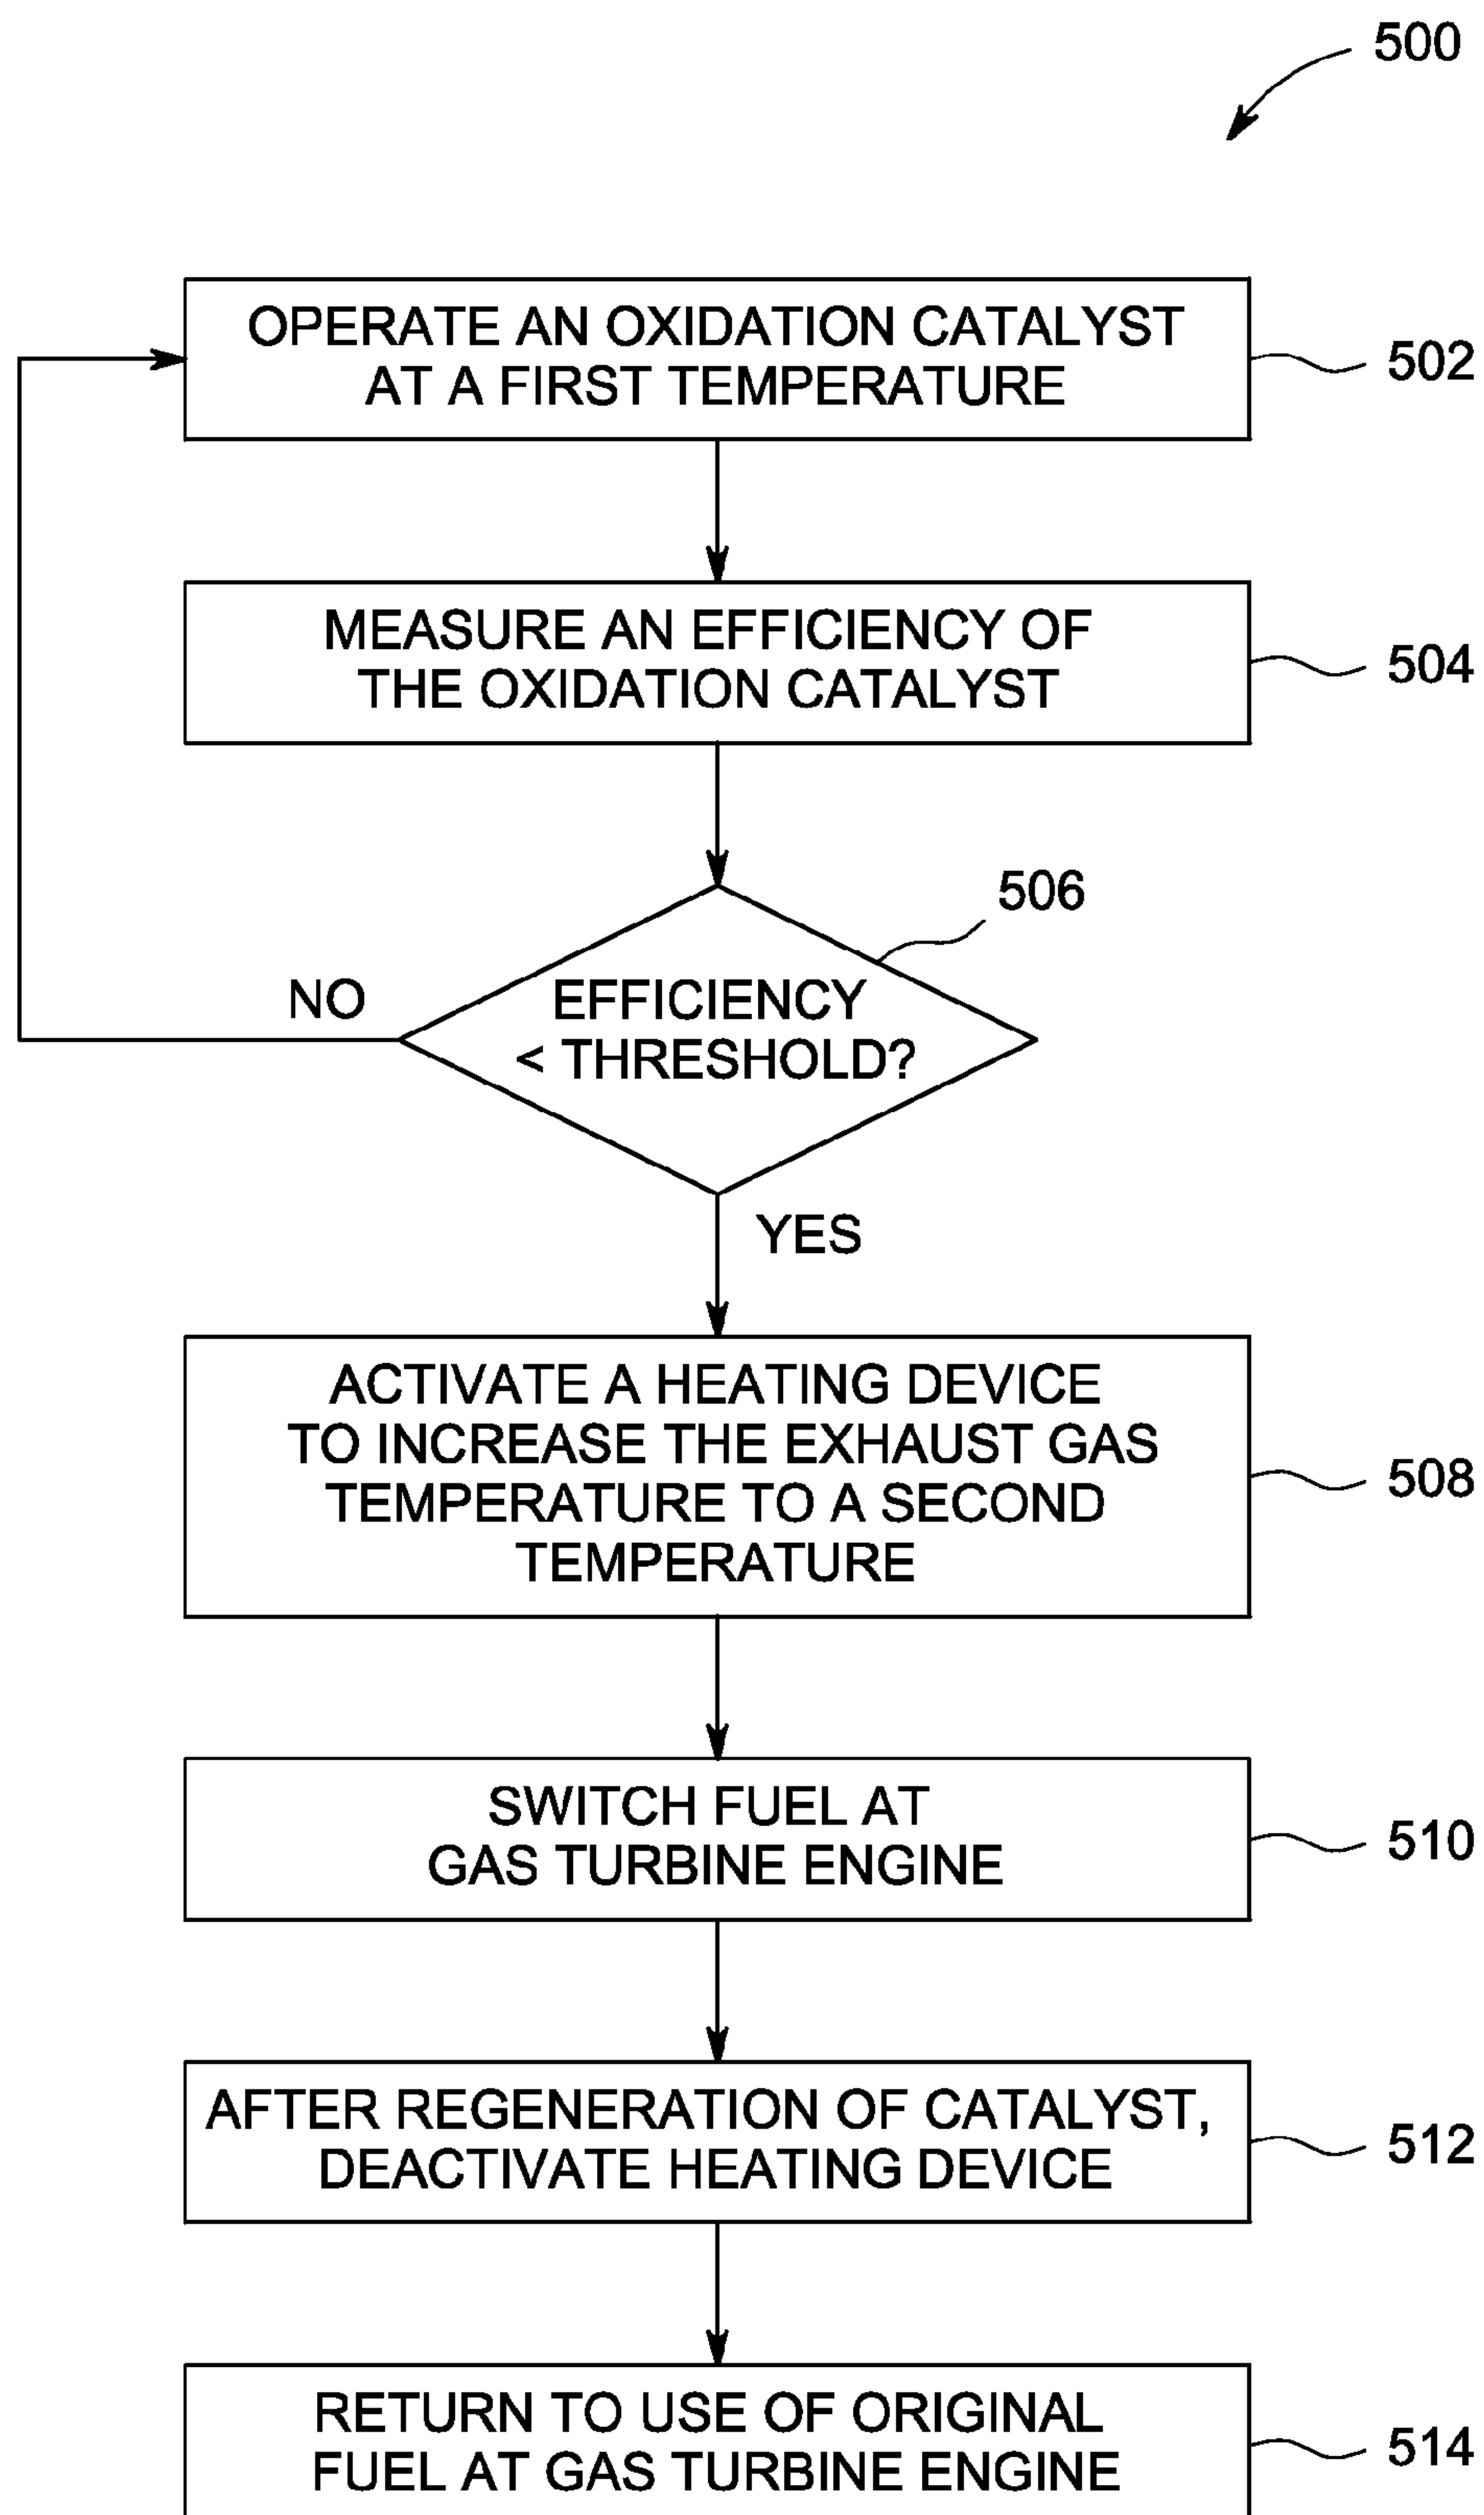 500
OPERATE AN OXIDATION CATALYST
AT A FIRST TEMPERATURE
502
MEASURE AN EFFICIENCY OF
THE OXIDATION CATALYST
504
506
EFFICIENCY
< THRESHOLD?
NO
YES
ACTIVATE A HEATING DEVICE
TO INCREASE THE EXHAUST GAS
TEMPERATURE TO A SECOND
TEMPERATURE
508
SWITCH FUEL AT
GAS TURBINE ENGINE
510
AFTER REGENERATION OF CATALYST,
DEACTIVATE HEATING DEVICE
512
RETURN TO USE OF ORIGINAL
FUEL AT GAS TURBINE ENGINE
514